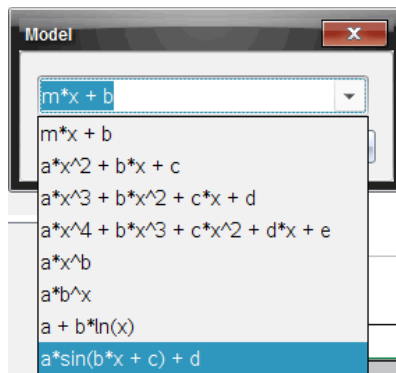 Model
m*x + b
m*x + b
a*x^2 + b*x + c
a*x^3 + b*x^2 + c*x + d
a*x^4 + b*x^3 + c*x^2 + d*x + e
a*x^b
a*b^x
a + b*ln(x)
a*sin(b*x + c) + d